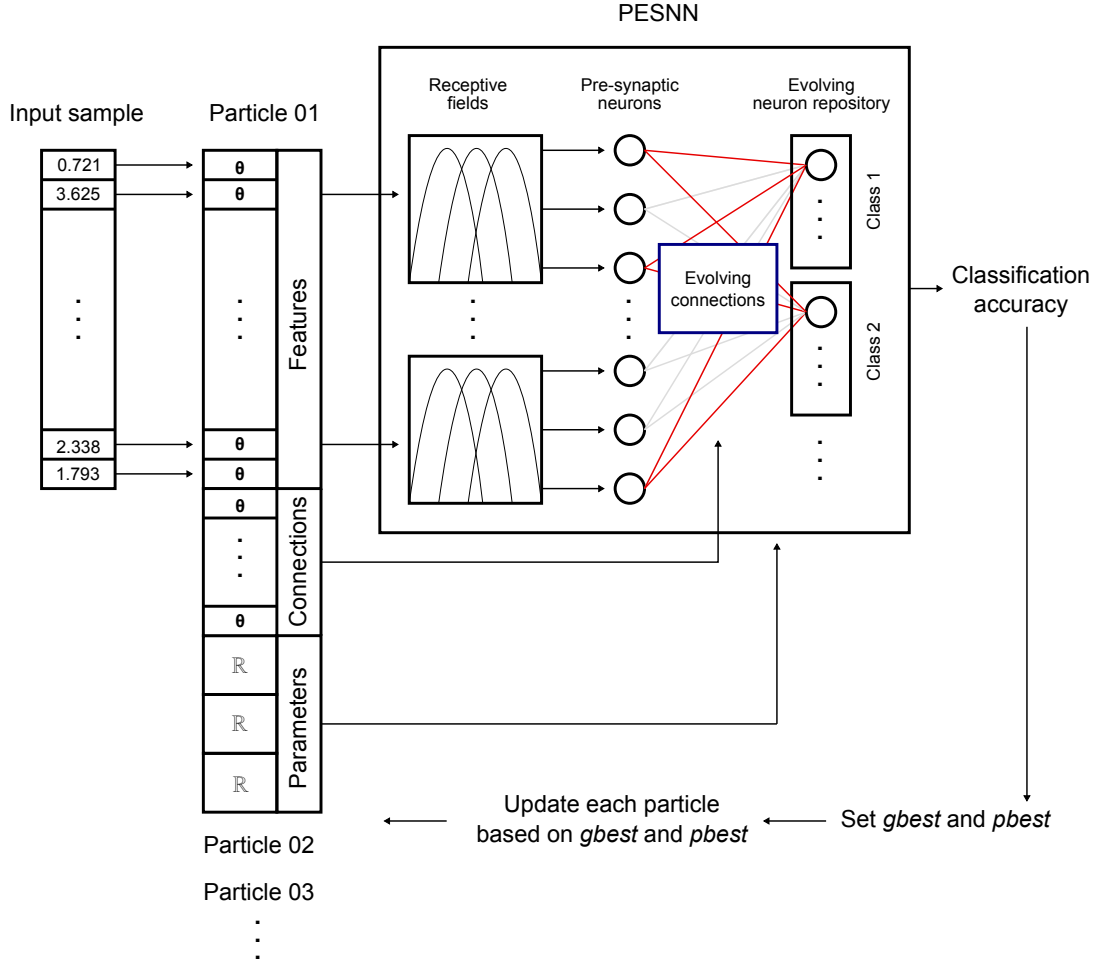 PESNN
Input sample
Particle 01
Receptive
fields
Pre-synaptic
neurons
Evolving
neuron repository
0.721
3.625
2.338
1.793
θ
θ
θ
θ
θ
θ
ℝ
ℝ
ℝ
Features
Connections
Parameters
Evolving
connections
Class 1
Class 2
Classification
accuracy
Set gbest and pbest
Update each particle
based on gbest and pbest
Particle 02
Particle 03